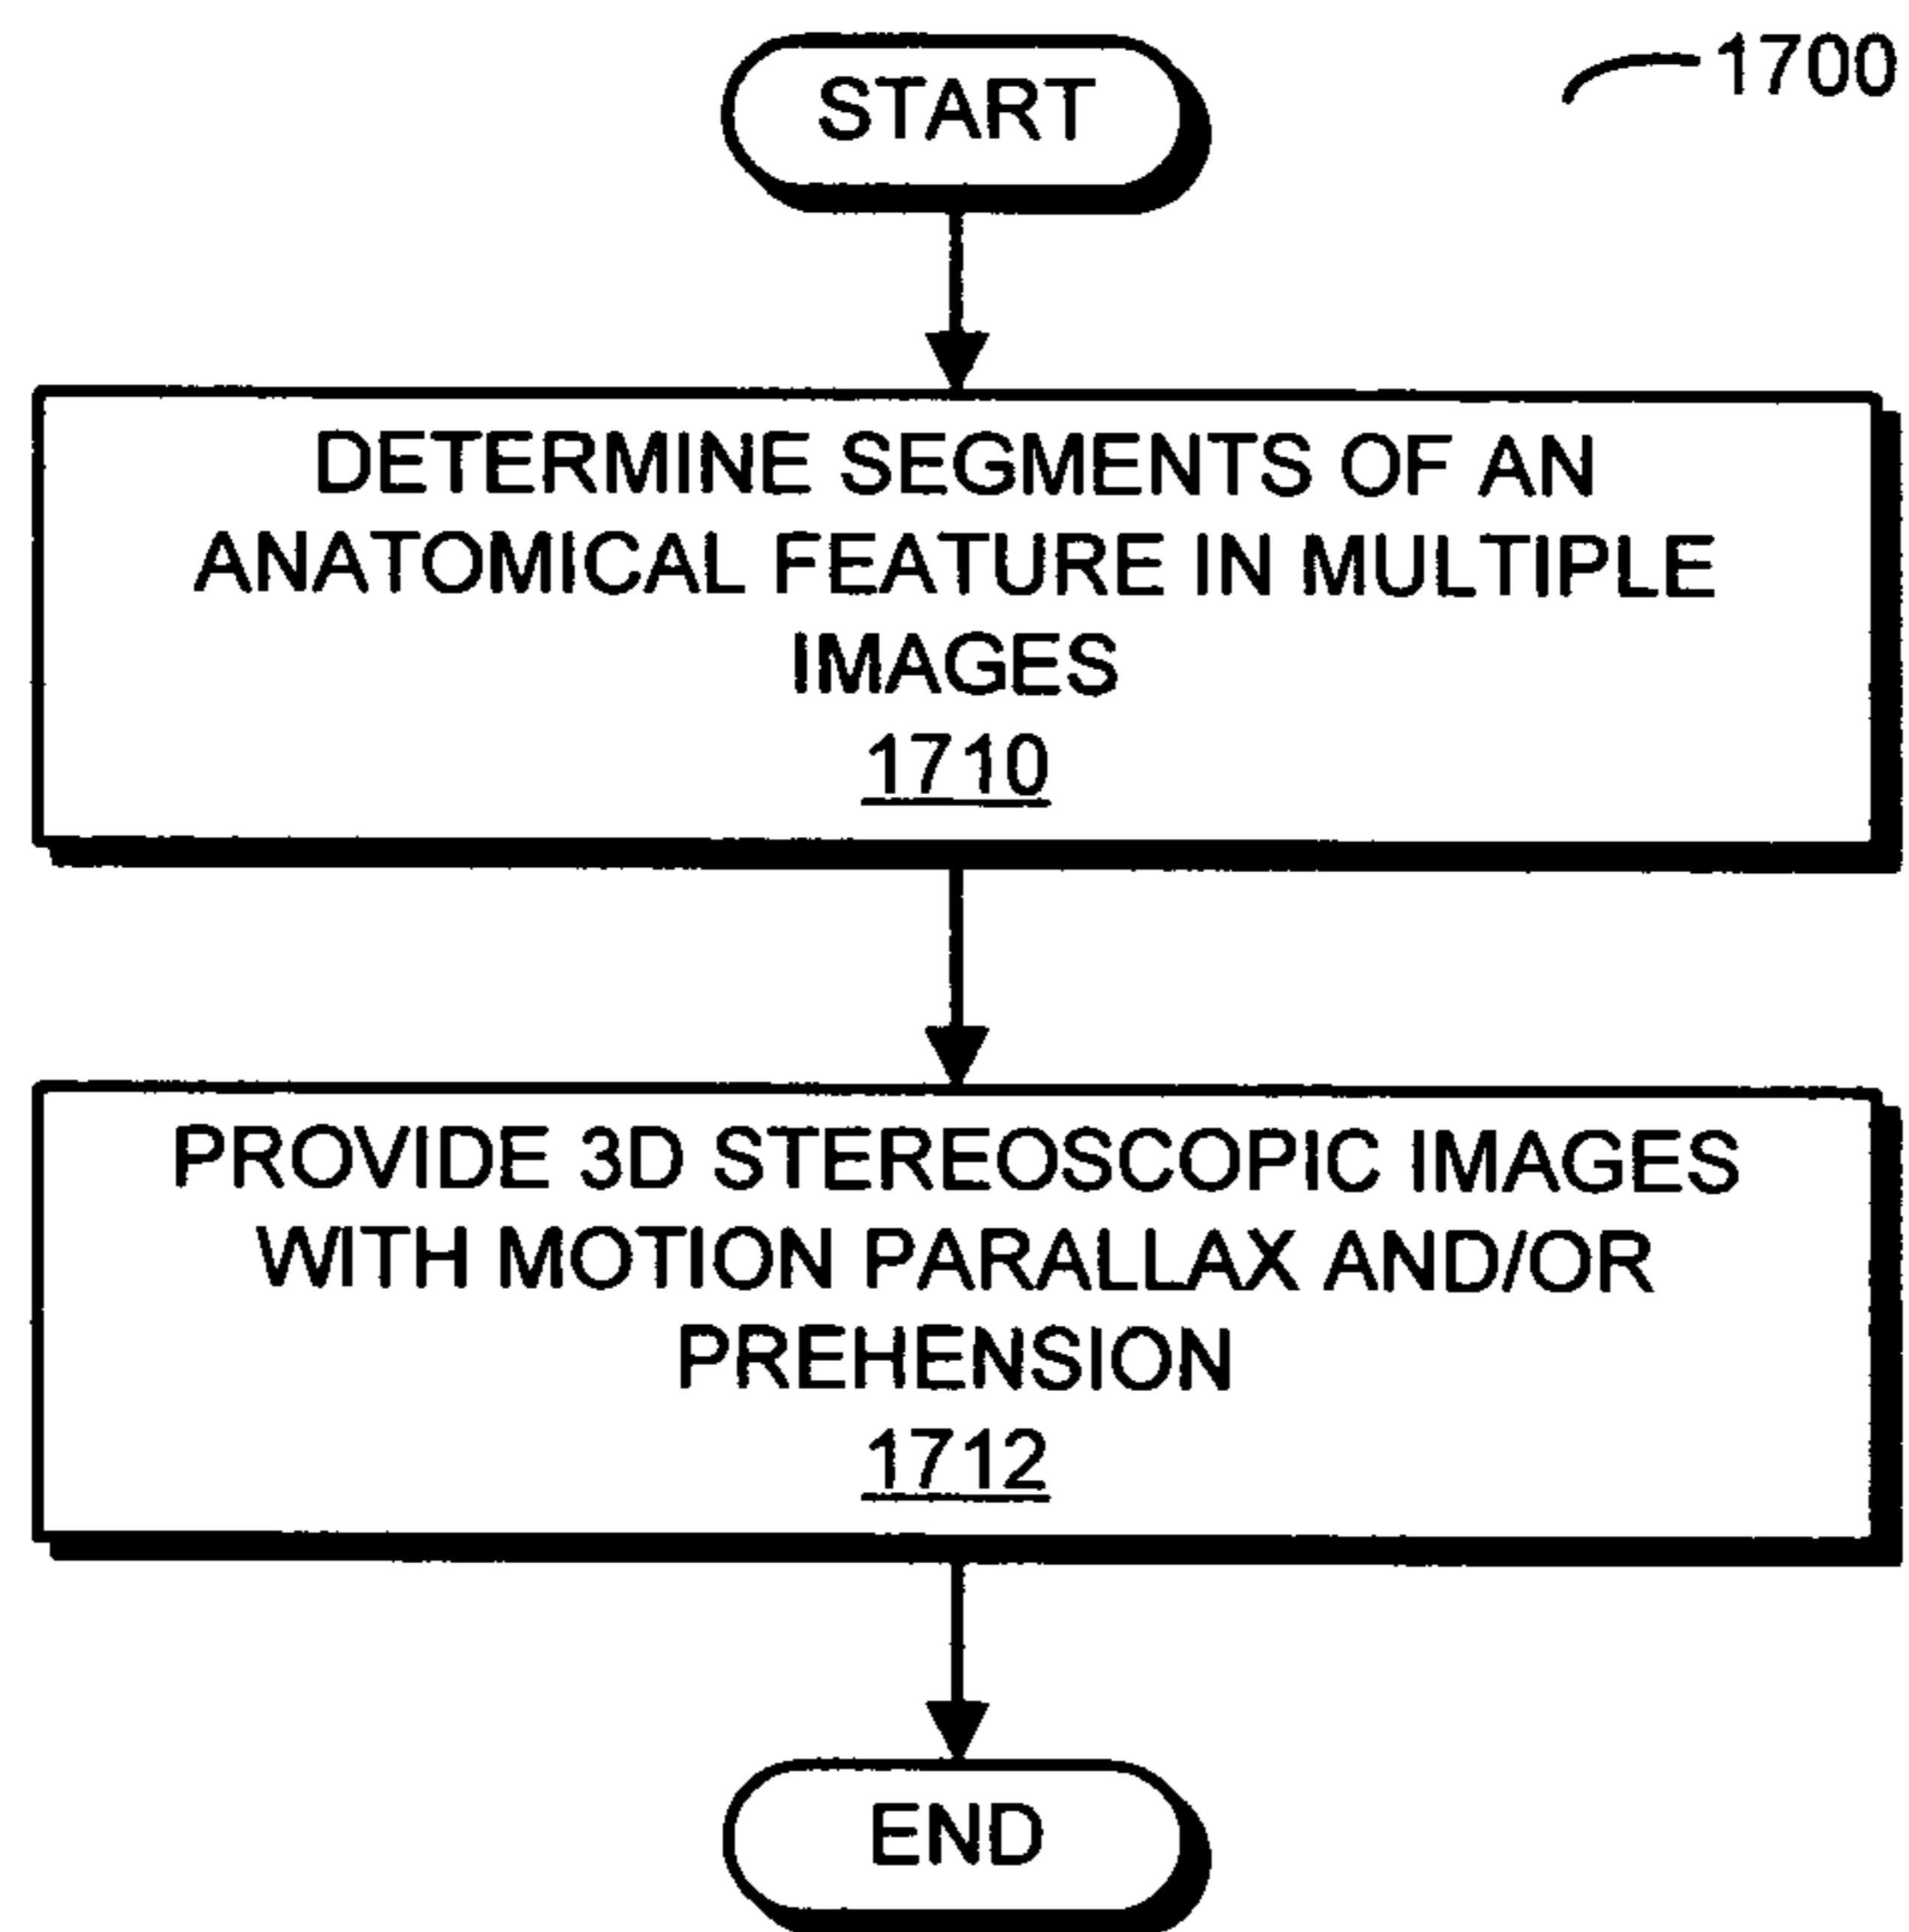 START
1700
DETERMINE SEGMENTS OF AN
ANATOMICAL FEATURE IN MULTIPLE
IMAGES
1710
PROVIDE 3D STEREOSCOPIC IMAGES
WITH MOTION PARALLAX AND/OR
PREHENSION
1712
END